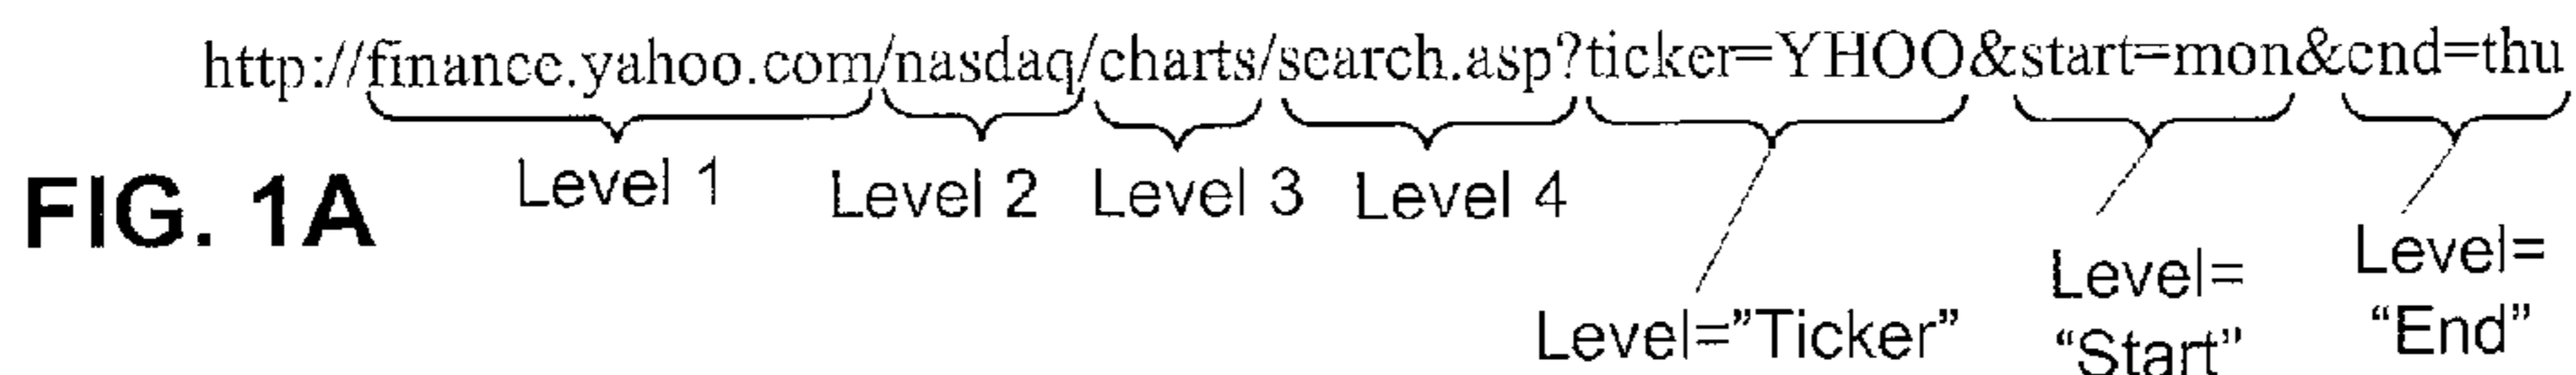 http://finance.yahoo.com/nasdaq/charts/search.asp?ticker=YHOO&start=mon&end=thu
FIG. 1A
Level 1
Level 2
Level 3
Level 4
Level=”Ticker”
Level=
“Start”
Level=
“End”